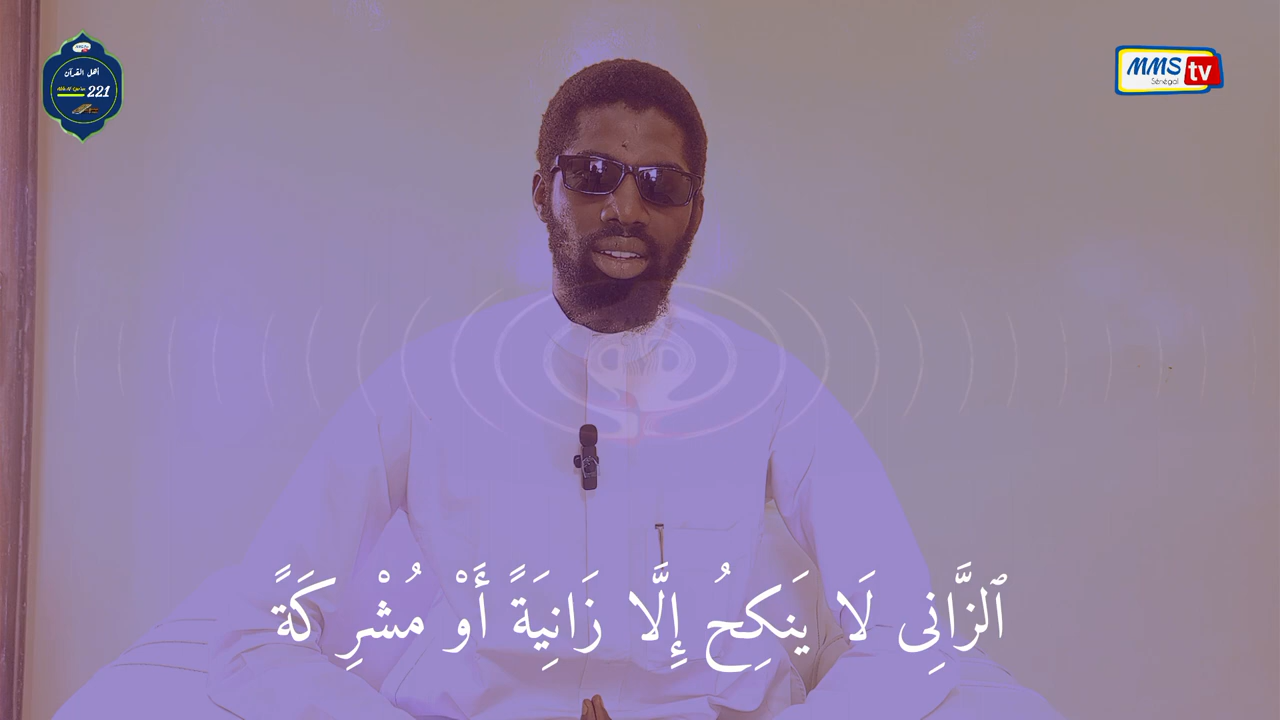 أهل القرآن
221
MMS tv
Sénégal
ٱلزَّانِى لَا يَنكِحُ إِلَّا زَانِيَةً أَوْ مُشْرِكَةً